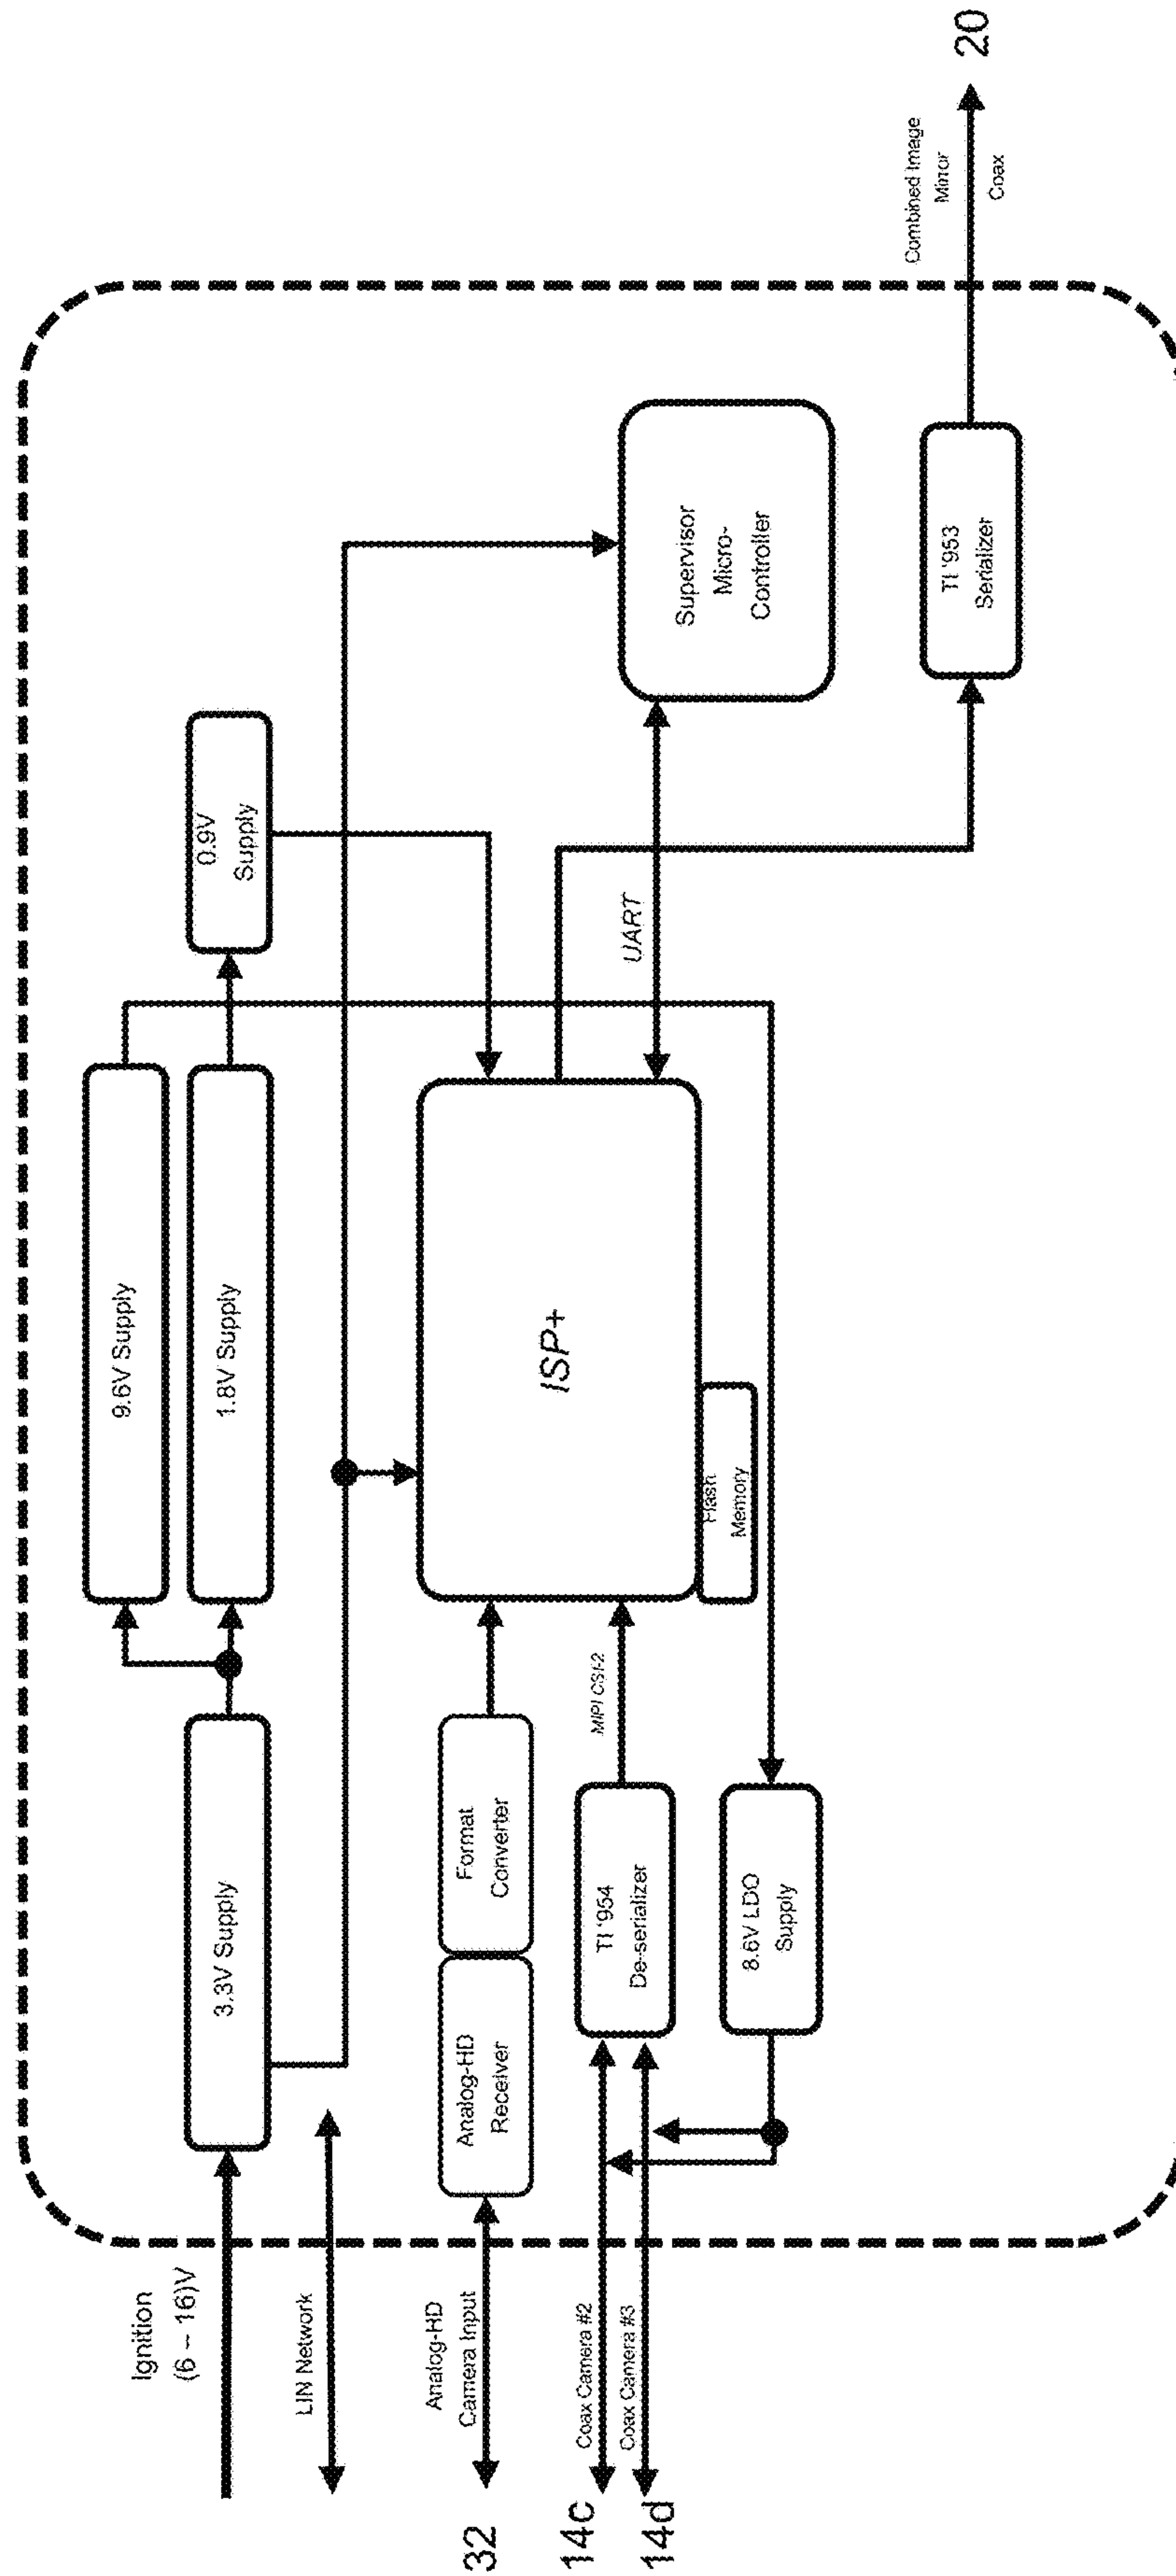 Ignition
(6 – 16)V
3.3V Supply
9.6V Supply
1.8V Supply
0.9V
Supply
LIN Network
Analog-HD
Camera Input
32
Analog-HD
Receiver
Format
Converter
ISP+
Flash
Memory
UART
Supervisor
Micro-
Controller
14c
Coax Camera #2
14d
Coax Camera #3
TI '954
De-serializer
MIPI CSI-2
8.6V LDO
Supply
TI '953
Serializer
Combined Image
Mirror
Coax
20